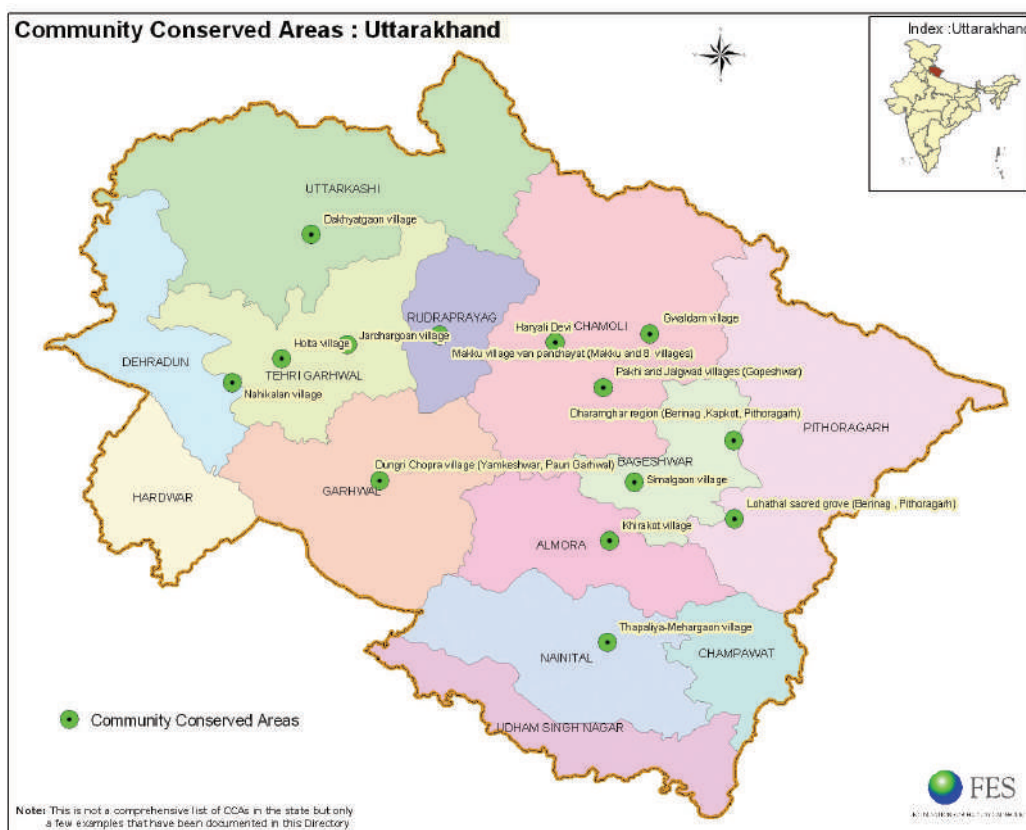 Community Conserved Areas : Uttarakhand
Index :Uttarakhand
UTTARKASHI
Dakhyatgaon village
RUDRAPRAYAG
CHAMOLI
Gwaldam village
Haryali Devi
Jardhargoan village
Holta village
Makku village van panchayat (Makku and 8 villages)
DEHRADUN
TEHRI GARHWAL
Pakhi and Jalgwad villages (Gopeshwar)
Nahikalan village
Dharamghar region (Berinag ,Kapkot, Pithoragarh)
PITHORAGARH
Dungri Chopra village (Yamkeshwar, Pauri Garhwal)
BAGESHWAR
GARHWAL
Simalgaon village
HARDWAR
Lohathal sacred grove (Berinag , Pithoragarh)
Khirakot village
ALMORA
Thapaliya-Mehargaon village
NAINITAL
CHAMPAWAT
Community Conserved Areas
UDHAM SINGH NAGAR
FES
Note: This is not a comprehensive list of CCAs in the state but only
a few examples that have been documented in this Directory